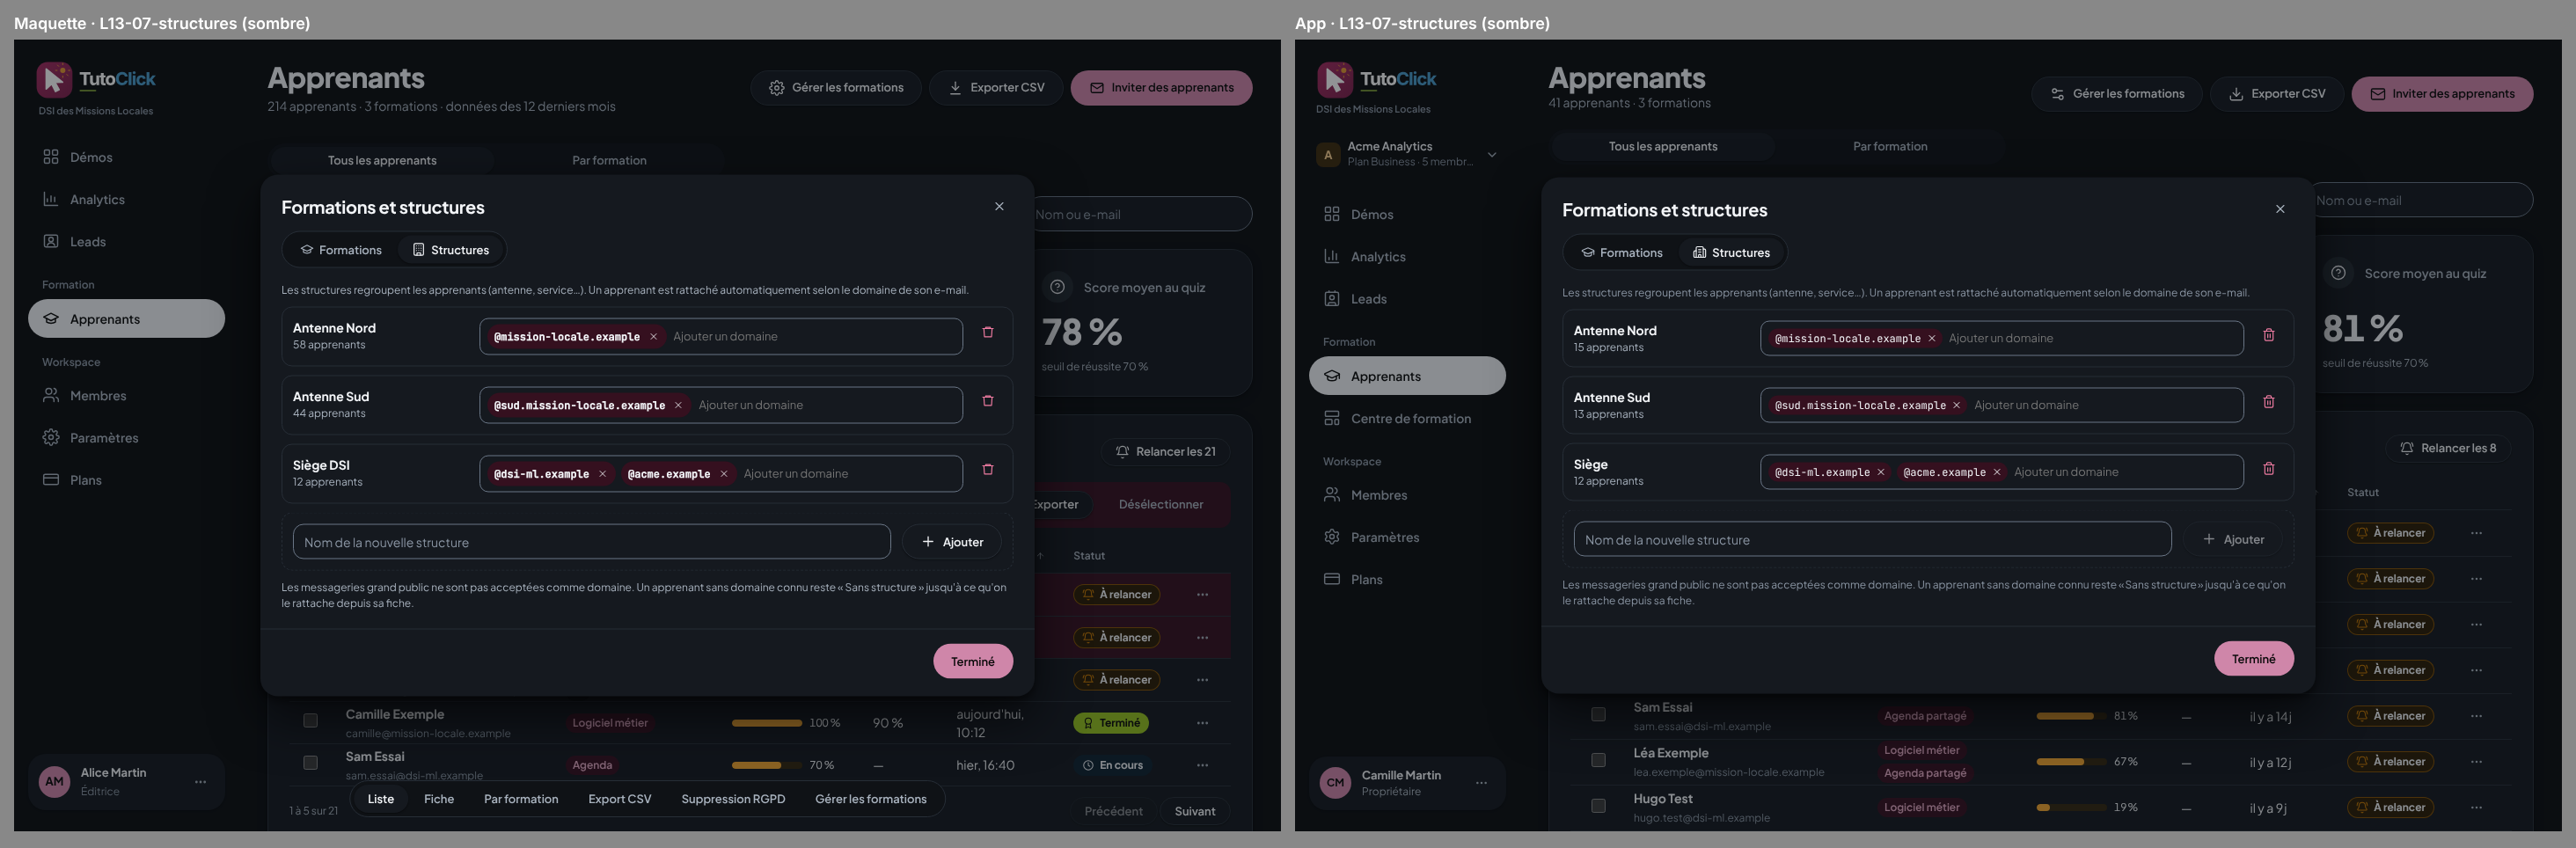 Maquette · L13-07-structures (sombre)
TutoClick
DSI des Missions Locales
Démos
Analytics
Leads
Formation
Apprenants
Workspace
Membres
Paramètres
Plans
AM
Alice Martin
Éditrice
Apprenants
214 apprenants · 3 formations · données des 12 derniers mois
Gérer les formations
Exporter CSV
Inviter des apprenants
Tous les apprenants
Par formation
Nom ou e-mail
Score moyen au quiz
78 %
seuil de réussite 70 %
Relancer les 21
Exporter
Désélectionner
Statut
À relancer
À relancer
À relancer
Formations et structures
Formations
Structures
Les structures regroupent les apprenants (antenne, service…). Un apprenant est rattaché automatiquement selon le domaine de son e-mail.
Antenne Nord
58 apprenants
@mission-locale.example
Ajouter un domaine
Antenne Sud
44 apprenants
@sud.mission-locale.example
Ajouter un domaine
Siège DSI
12 apprenants
@dsi-ml.example
@acme.example
Ajouter un domaine
Nom de la nouvelle structure
Ajouter
Les messageries grand public ne sont pas acceptées comme domaine. Un apprenant sans domaine connu reste « Sans structure » jusqu'à ce qu'on
le rattache depuis sa fiche.
Terminé
Camille Exemple
camille@mission-locale.example
Logiciel métier
100 %
90 %
aujourd'hui,
10:12
Terminé
Sam Essai
sam.essai@dsi-ml.example
Agenda
70 %
—
hier, 16:40
En cours
1 à 5 sur 21
Liste
Fiche
Par formation
Export CSV
Suppression RGPD
Gérer les formations
Précédent
Suivant
App · L13-07-structures (sombre)
TutoClick
DSI des Missions Locales
A
Acme Analytics
Plan Business · 5 membr…
Démos
Analytics
Leads
Formation
Apprenants
Centre de formation
Workspace
Membres
Paramètres
Plans
CM
Camille Martin
Propriétaire
Apprenants
41 apprenants · 3 formations
Gérer les formations
Exporter CSV
Inviter des apprenants
Tous les apprenants
Par formation
Nom ou e-mail
Score moyen au quiz
81 %
seuil de réussite 70 %
Relancer les 8
Statut
À relancer
À relancer
À relancer
À relancer
Formations et structures
Formations
Structures
Les structures regroupent les apprenants (antenne, service…). Un apprenant est rattaché automatiquement selon le domaine de son e-mail.
Antenne Nord
15 apprenants
@mission-locale.example
Ajouter un domaine
Antenne Sud
13 apprenants
@sud.mission-locale.example
Ajouter un domaine
Siège
12 apprenants
@dsi-ml.example
@acme.example
Ajouter un domaine
Nom de la nouvelle structure
Ajouter
Les messageries grand public ne sont pas acceptées comme domaine. Un apprenant sans domaine connu reste « Sans structure » jusqu'à ce qu'on
le rattache depuis sa fiche.
Terminé
Sam Essai
sam.essai@dsi-ml.example
Agenda partagé
81 %
—
il y a 14 j
À relancer
Léa Exemple
lea.exemple@mission-locale.example
Logiciel métier
Agenda partagé
67 %
—
il y a 12 j
À relancer
Hugo Test
hugo.test@dsi-ml.example
Logiciel métier
19 %
—
il y a 9 j
À relancer